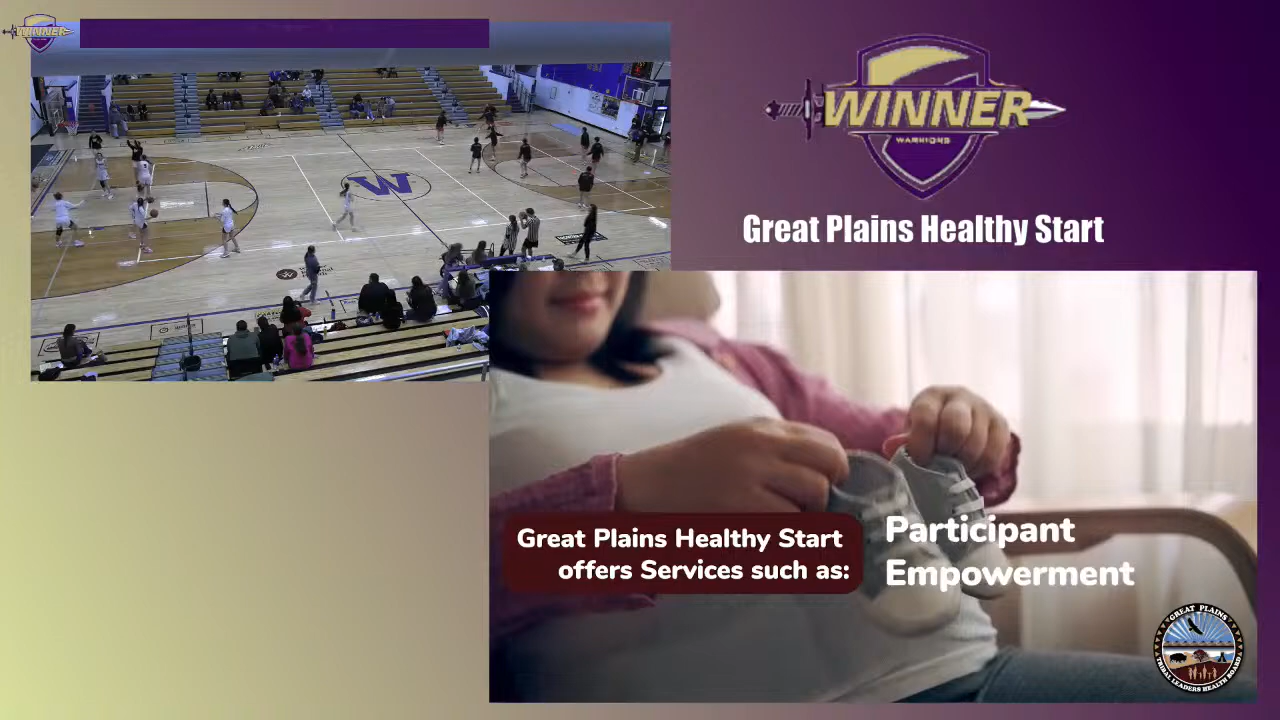 WINNER
WINNER
WARRIORS
Great Plains Healthy Start
W
Great Plains Healthy Start
offers Services such as:
Participant
Empowerment
GREAT PLAINS
TRIBAL LEADERS HEALTH BOARD